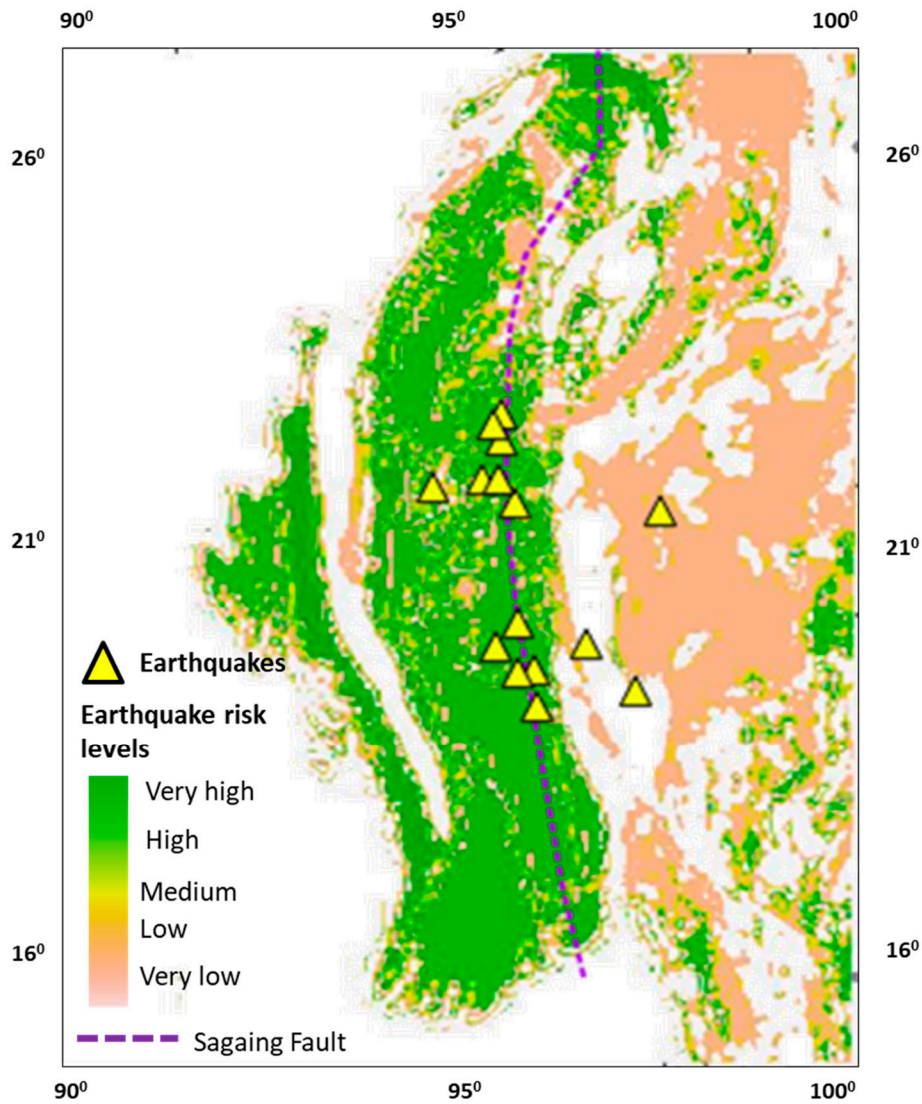 90⁰ 95⁰ 100⁰
26⁰ 26⁰
21⁰ 21⁰
Earthquakes
Earthquake risk
levels
Very high
High
Medium
Low
Very low
16⁰ 16⁰
Sagaing Fault
90⁰ 95⁰ 100⁰